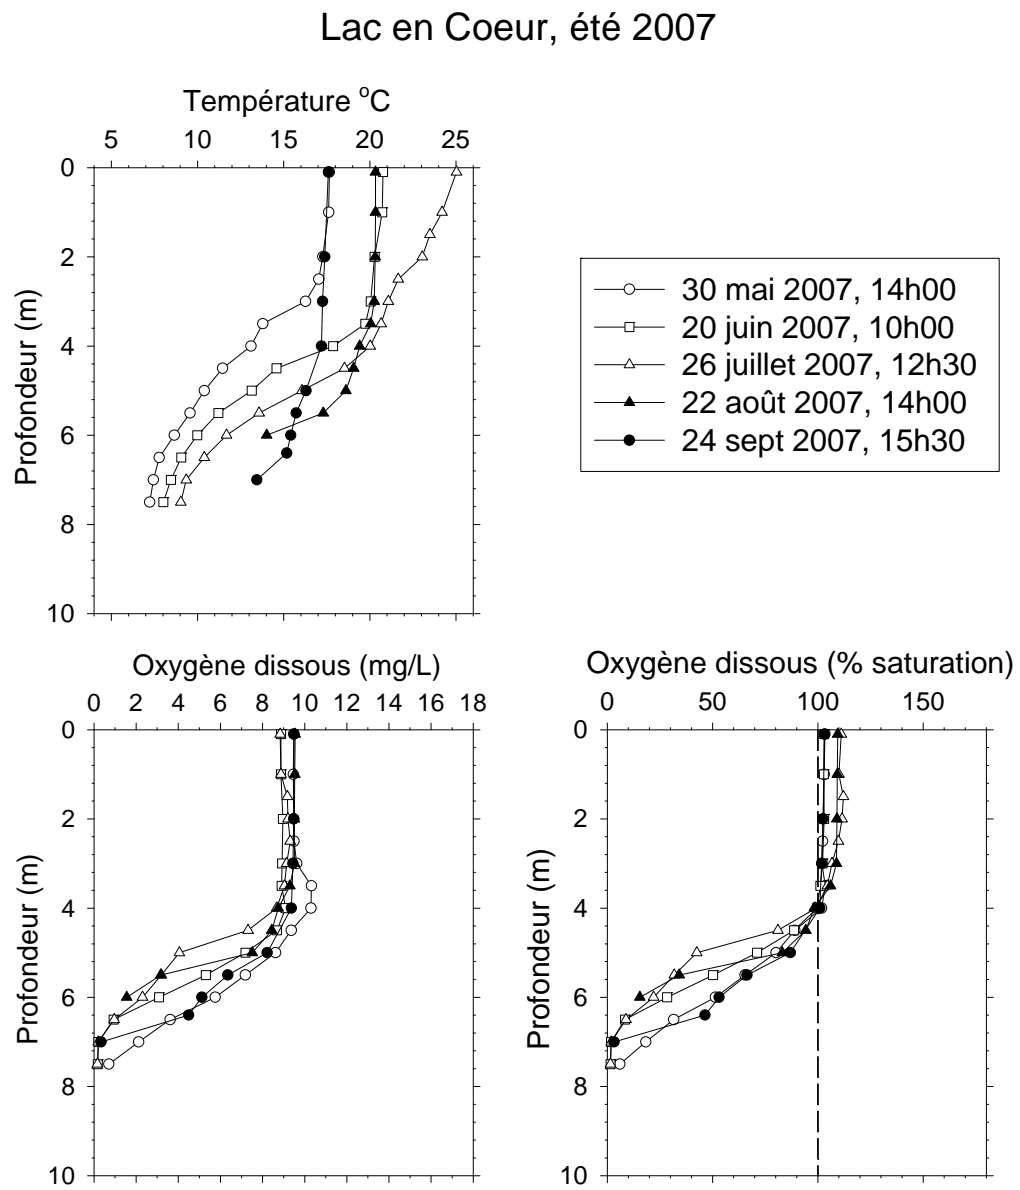 Lac en Coeur, été 2007
Température °C
5 10 15 20 25
0
2
4
6
8
10
Profondeur (m)
30 mai 2007, 14h00
20 juin 2007, 10h00
26 juillet 2007, 12h30
22 août 2007, 14h00
24 sept 2007, 15h30
Oxygène dissous (mg/L)
0 2 4 6 8 10 12 14 16 18
0
2
4
6
8
10
Profondeur (m)
Oxygène dissous (% saturation)
0 50 100 150
0
2
4
6
8
10
Profondeur (m)